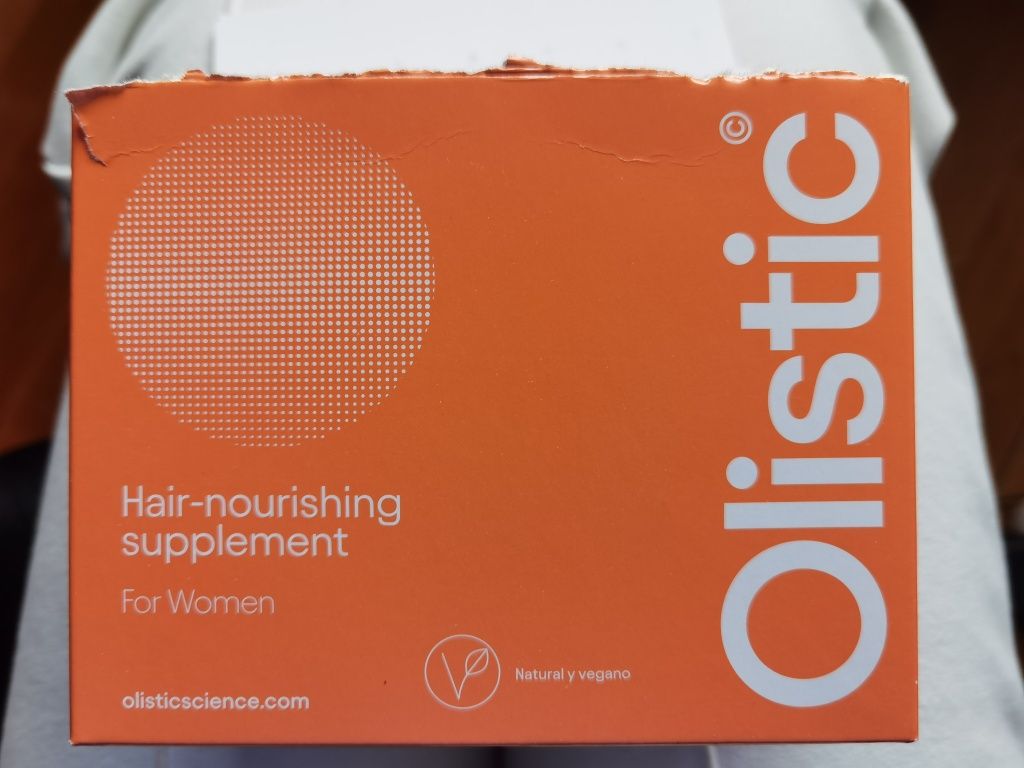 Olistic©
Hair-nourishing
supplement
For Women
Natural y vegano
olisticscience.com